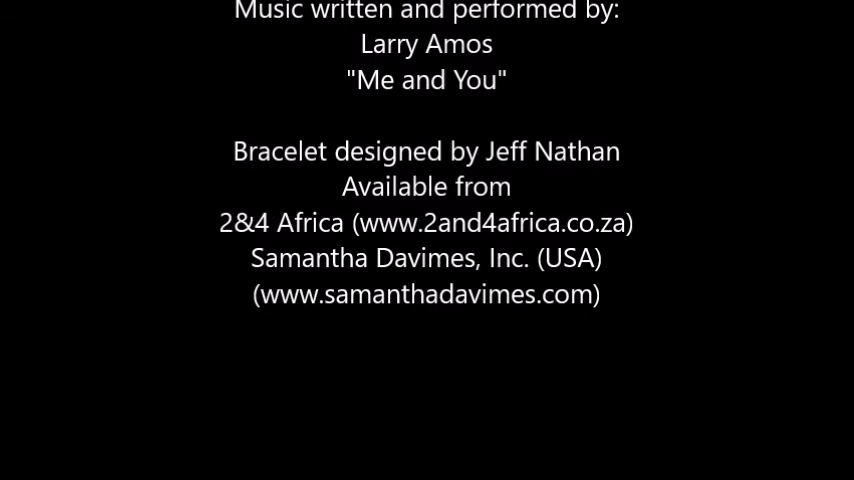 Music written and performed by:
Larry Amos
"Me and You"
Bracelet designed by Jeff Nathan
Available from
2&4 Africa (www.2and4africa.co.za)
Samantha Davimes, Inc. (USA)
(www.samanthadavimes.com)